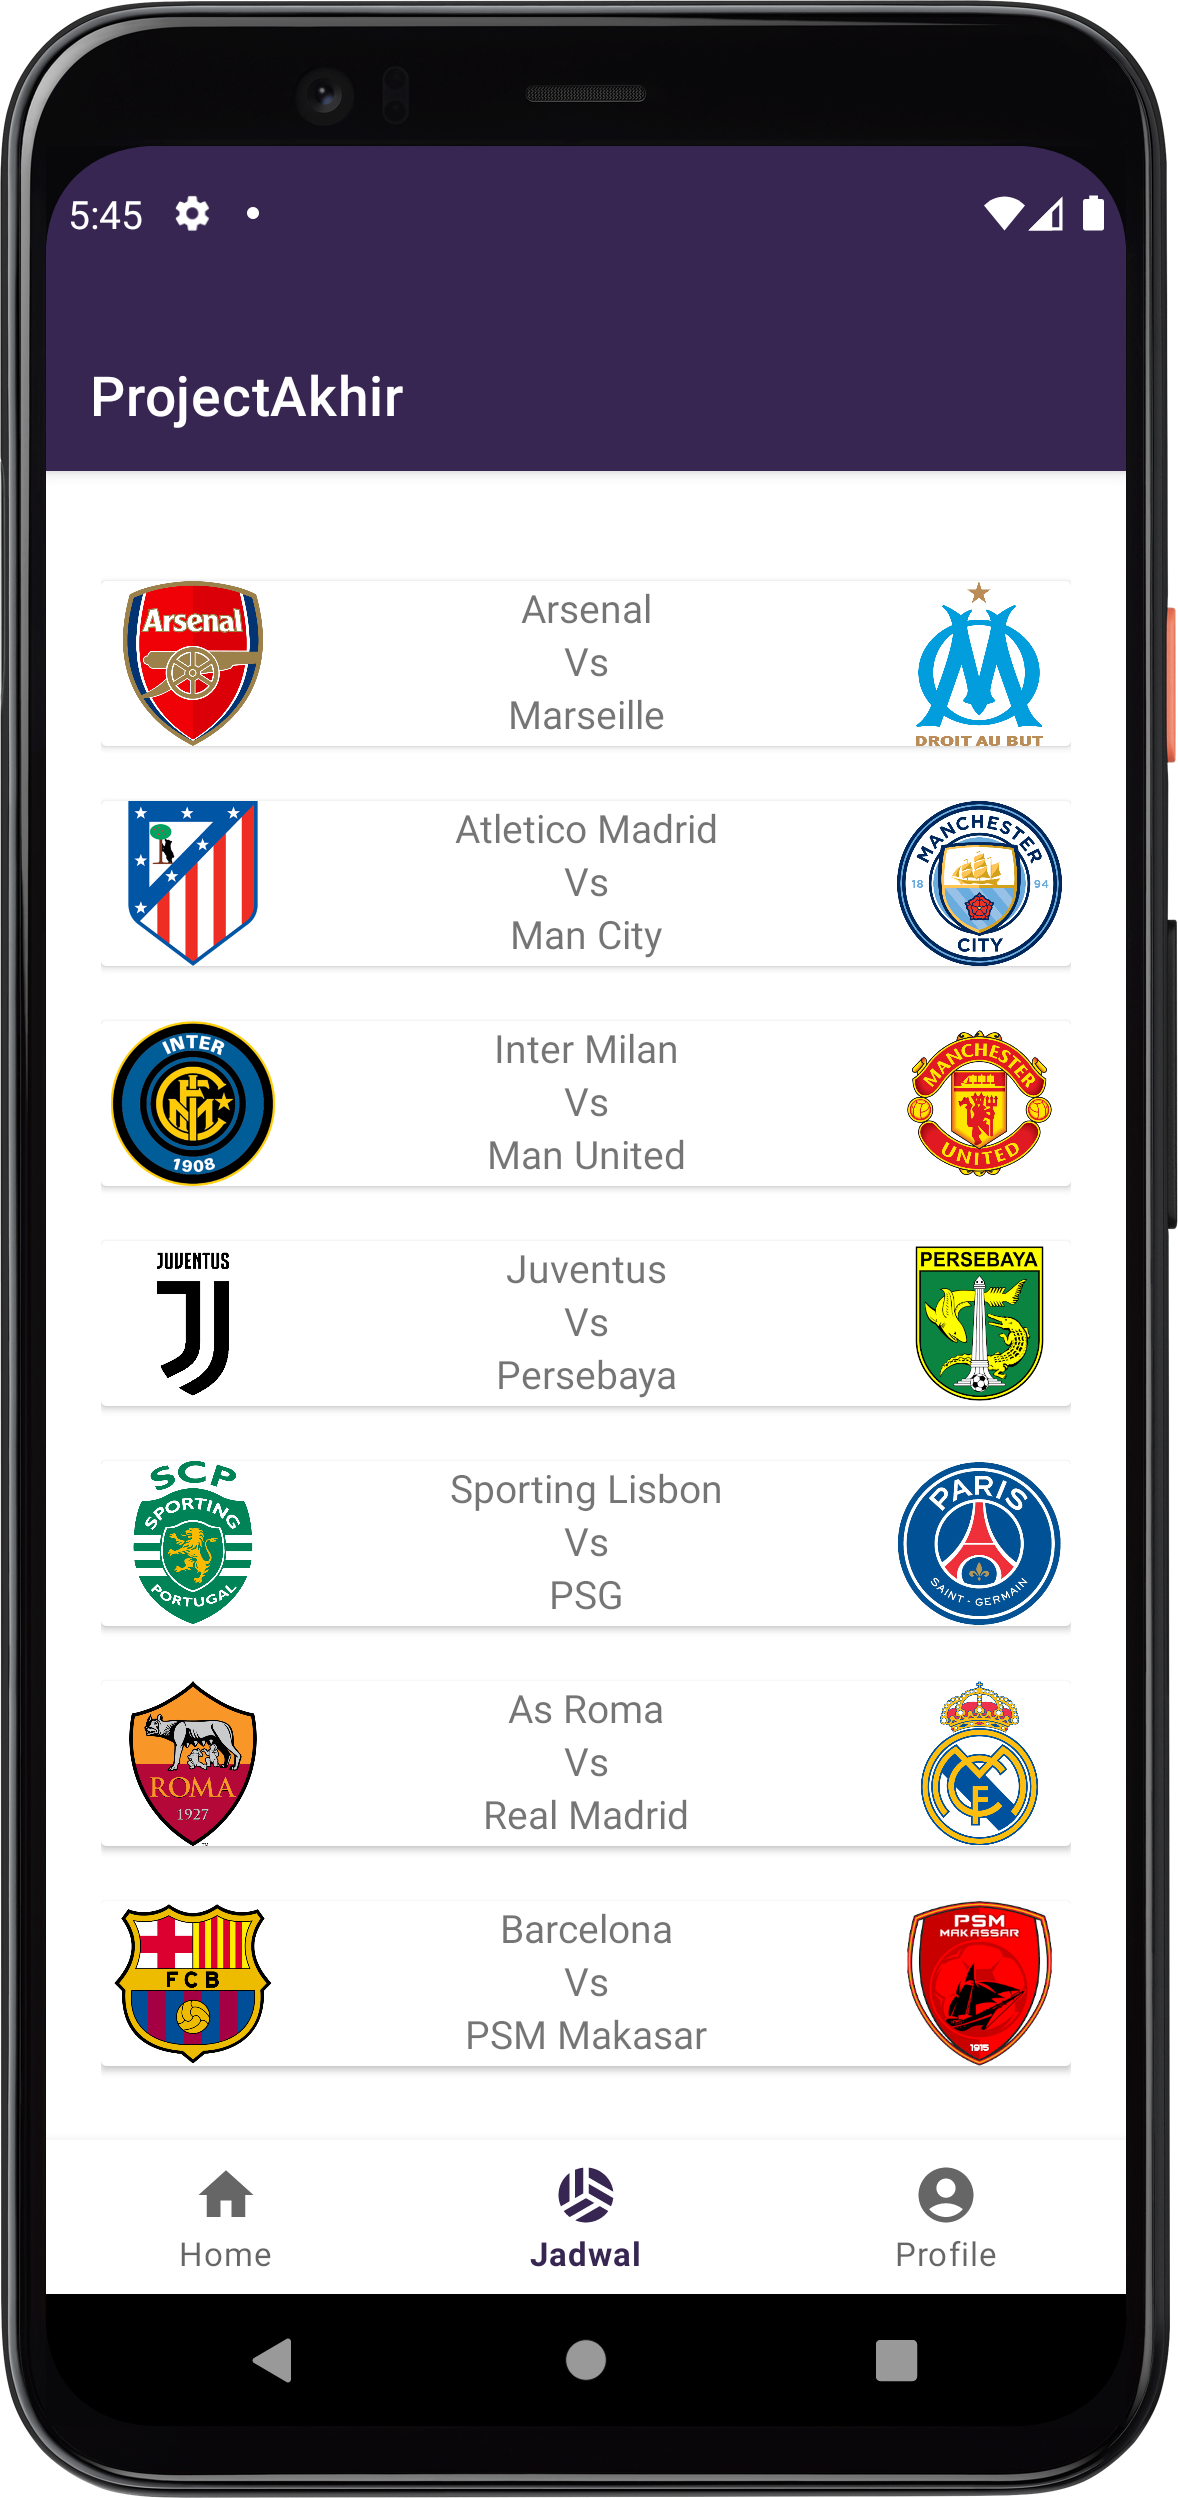 5:45
ProjectAkhir
Arsenal
Arsenal
Vs
Marseille
DROIT AU BUT
Atletico Madrid
Vs
Man City
MANCHESTER
18 94
CITY
INTER
1908
Inter Milan
Vs
Man United
MANCHESTER
UNITED
JUVENTUS
Juventus
Vs
Persebaya
PERSEBAYA
SCP
SPORTING
PORTUGAL
Sporting Lisbon
Vs
PSG
PARIS
SAINT - GERMAIN
ROMA
1927
As Roma
Vs
Real Madrid
FCB
Barcelona
Vs
PSM Makasar
PSM
MAKASSAR
1915
Home
Jadwal
Profile